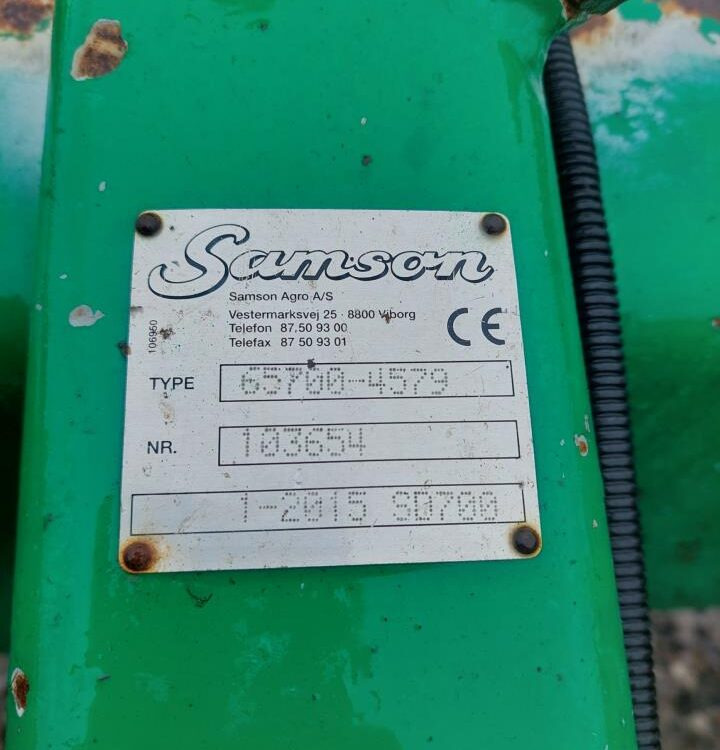 Samson
Samson Agro A/S
Vestermarksvej 25 · 8800 Viborg
Telefon 87.50 93 00
Telefax 87 50 93 01
CE
106960
TYPE 65700-4579
NR. 103654
1-2015 SD700